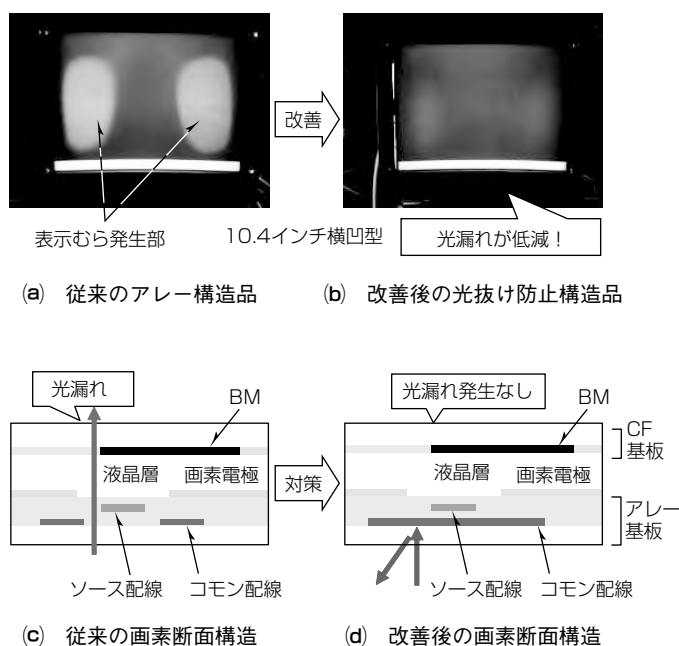 改善
表示むら発生部
10.4インチ横凹型
光漏れが低減！
(a) 従来のアレー構造品
(b) 改善後の光抜け防止構造品
光漏れ
BM
液晶層
画素電極
ソース配線
コモン配線
対策
光漏れ発生なし
BM
CF
基板
液晶層
画素電極
アレー
基板
ソース配線
コモン配線
(c) 従来の画素断面構造
(d) 改善後の画素断面構造